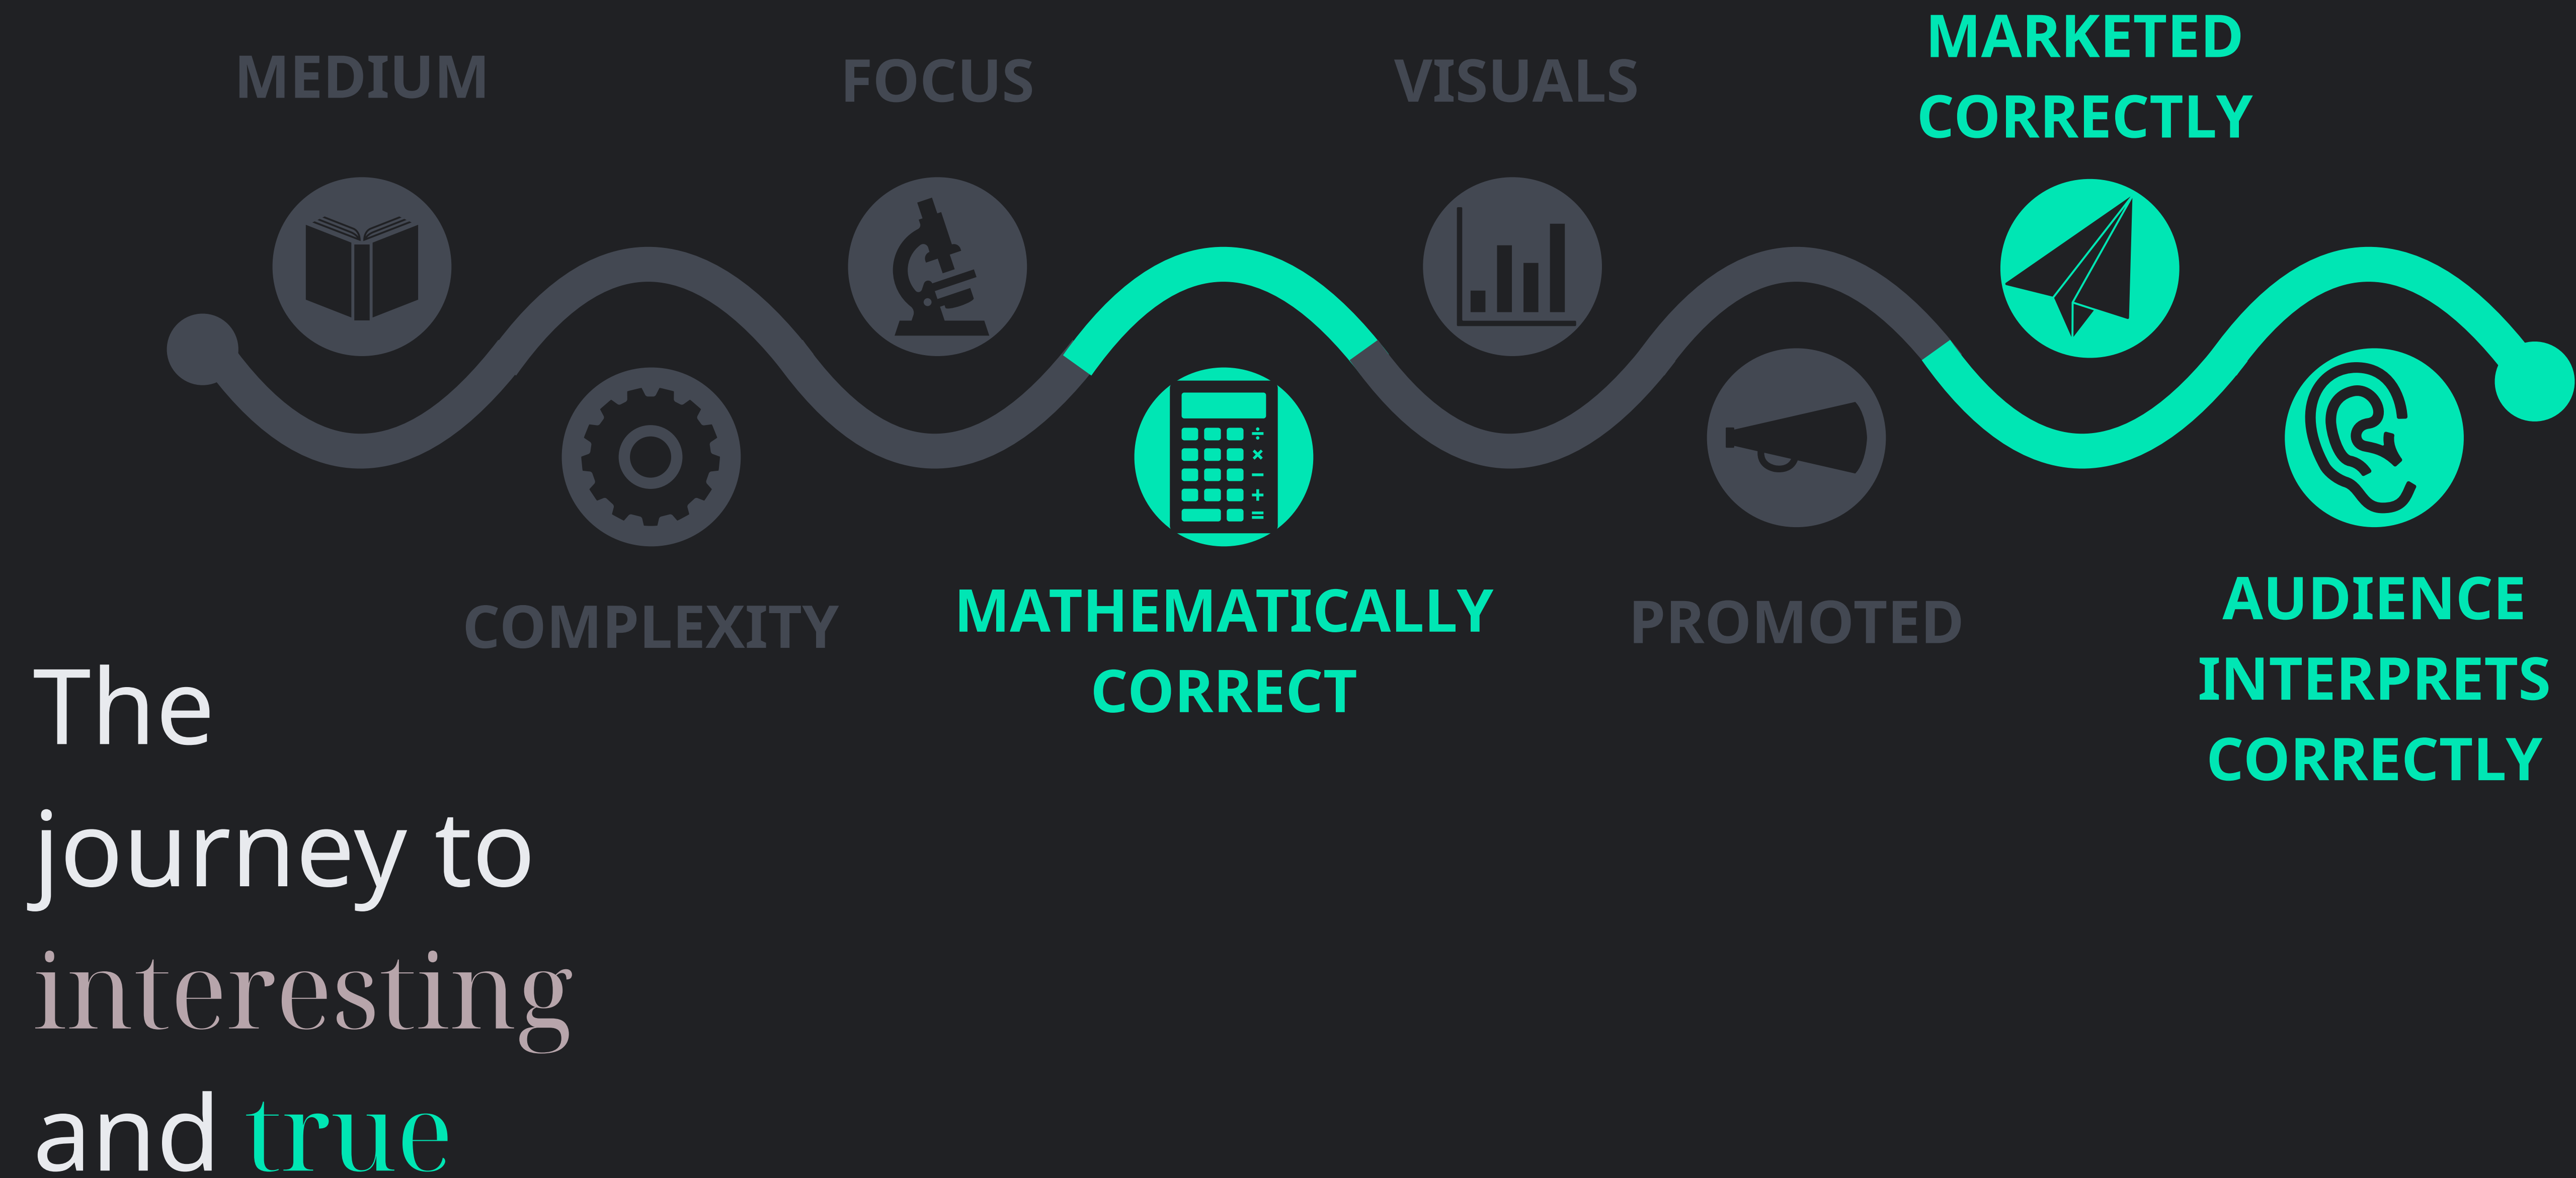 MEDIUM
FOCUS
VISUALS
MARKETED
CORRECTLY
÷
×
−
+
=
COMPLEXITY
MATHEMATICALLY
CORRECT
PROMOTED
AUDIENCE
INTERPRETS
CORRECTLY
The
journey to
interesting
and true